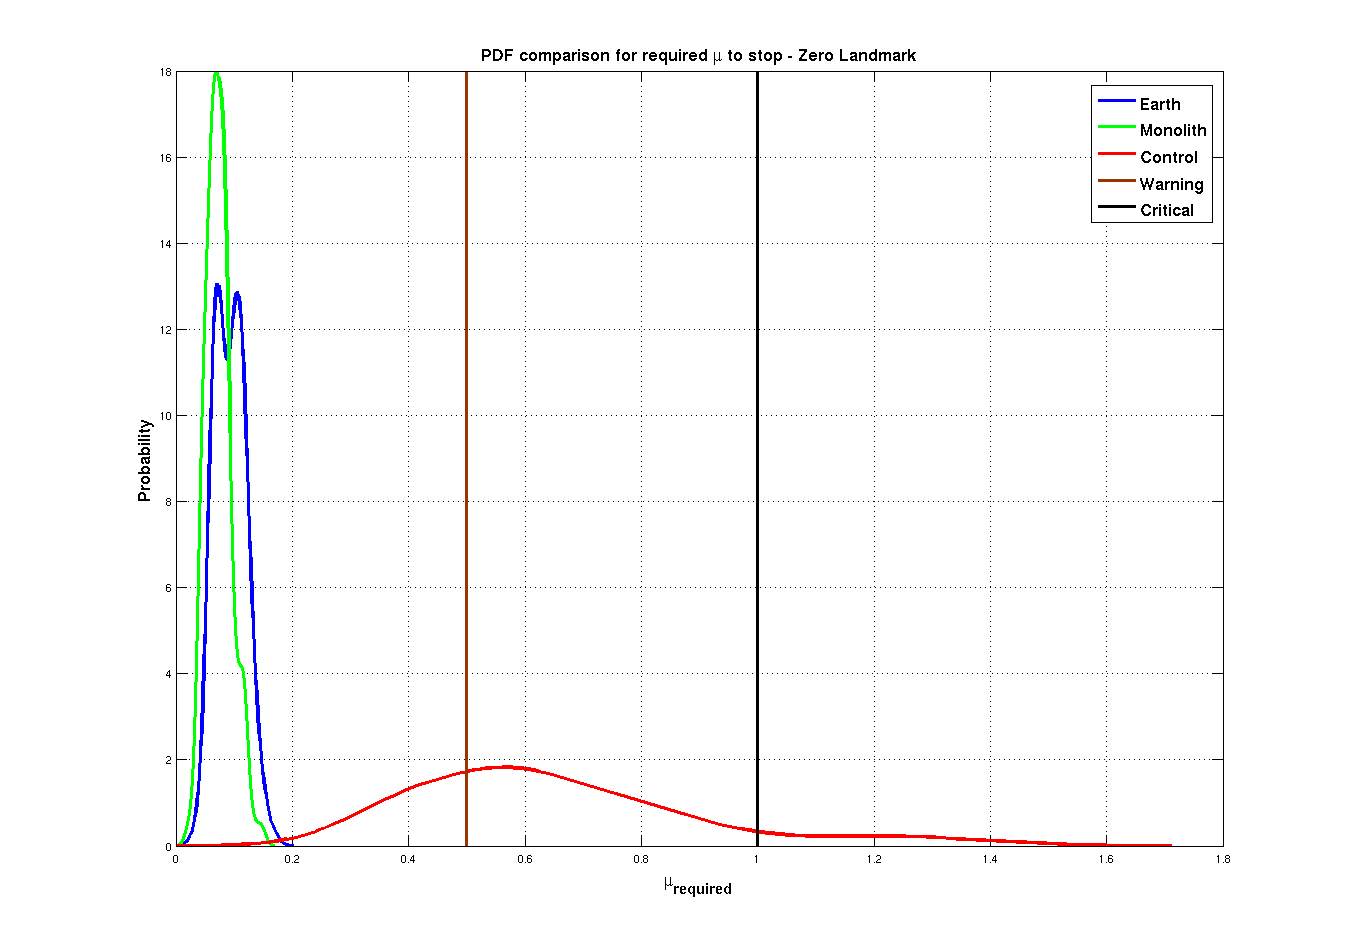 PDF comparison for required μ to stop - Zero Landmark
Earth
Monolith
Control
Warning
Critical
Probability
18
16
14
12
10
8
6
4
2
0
0
0.2
0.4
0.6
0.8
1
1.2
1.4
1.6
1.8
μrequired